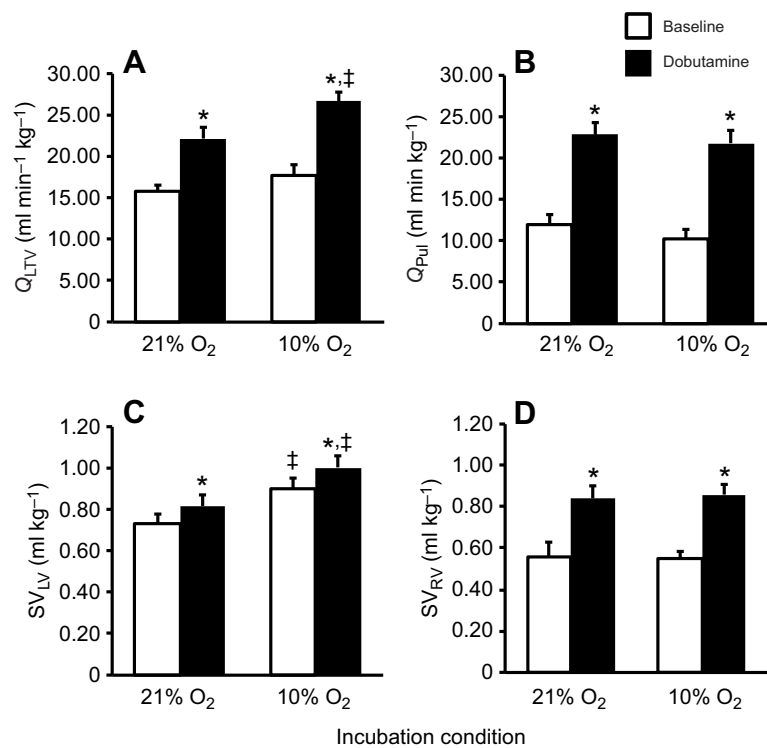 Baseline
Dobutamine
A
30.00
25.00
20.00
15.00
10.00
5.00
0
Q_LTV (ml min⁻¹ kg⁻¹)
*
*,‡
21% O₂
10% O₂
B
30.00
25.00
20.00
15.00
10.00
5.00
0
Q_Pul (ml min kg⁻¹)
*
*
21% O₂
10% O₂
C
1.20
1.00
0.80
0.60
0.40
0.20
0
SV_LV (ml kg⁻¹)
*
‡
*,‡
21% O₂
10% O₂
D
1.20
1.00
0.80
0.60
0.40
0.20
0
SV_RV (ml kg⁻¹)
*
*
21% O₂
10% O₂
Incubation condition